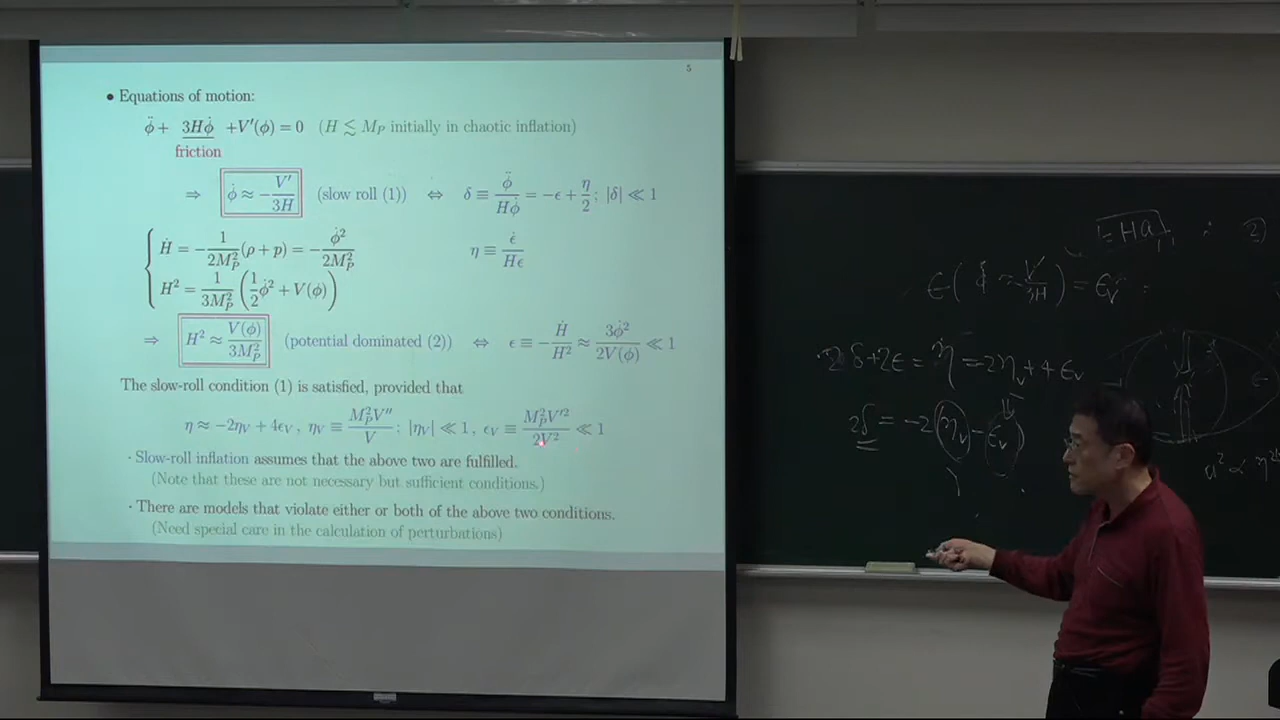 5
• Equations of motion:
φ̈ + 3Hφ̇ +V′(φ) = 0 (H ≲ M_P initially in chaotic inflation)
friction
⇒ φ̇ ≈ −V′/3H (slow roll (1)) ⇔ δ ≡ φ̈/Hφ̇ = −ϵ + η/2; |δ| ≪ 1
Ḣ = −1/2M_P²(ρ + p) = −φ̇²/2M_P² η ≡ ϵ̇/Hϵ
H² = 1/3M_P² (1/2 φ̇² + V(φ))
⇒ H² ≈ V(φ)/3M_P² (potential dominated (2)) ⇔ ϵ ≡ −Ḣ/H² ≈ 3φ̇²/2V(φ) ≪ 1
The slow-roll condition (1) is satisfied, provided that
η ≈ −2η_V + 4ϵ_V , η_V ≡ M_P²V″/V; |η_V| ≪ 1 , ϵ_V ≡ M_P²V′²/2V² ≪ 1
· Slow-roll inflation assumes that the above two are fulfilled.
(Note that these are not necessary but sufficient conditions.)
· There are models that violate either or both of the above two conditions.
(Need special care in the calculation of perturbations)
2)
= ϵ_V
δ+2ϵ = η = 2η_V + 4ϵ_V
2δ = −2(η_V − ϵ_V)